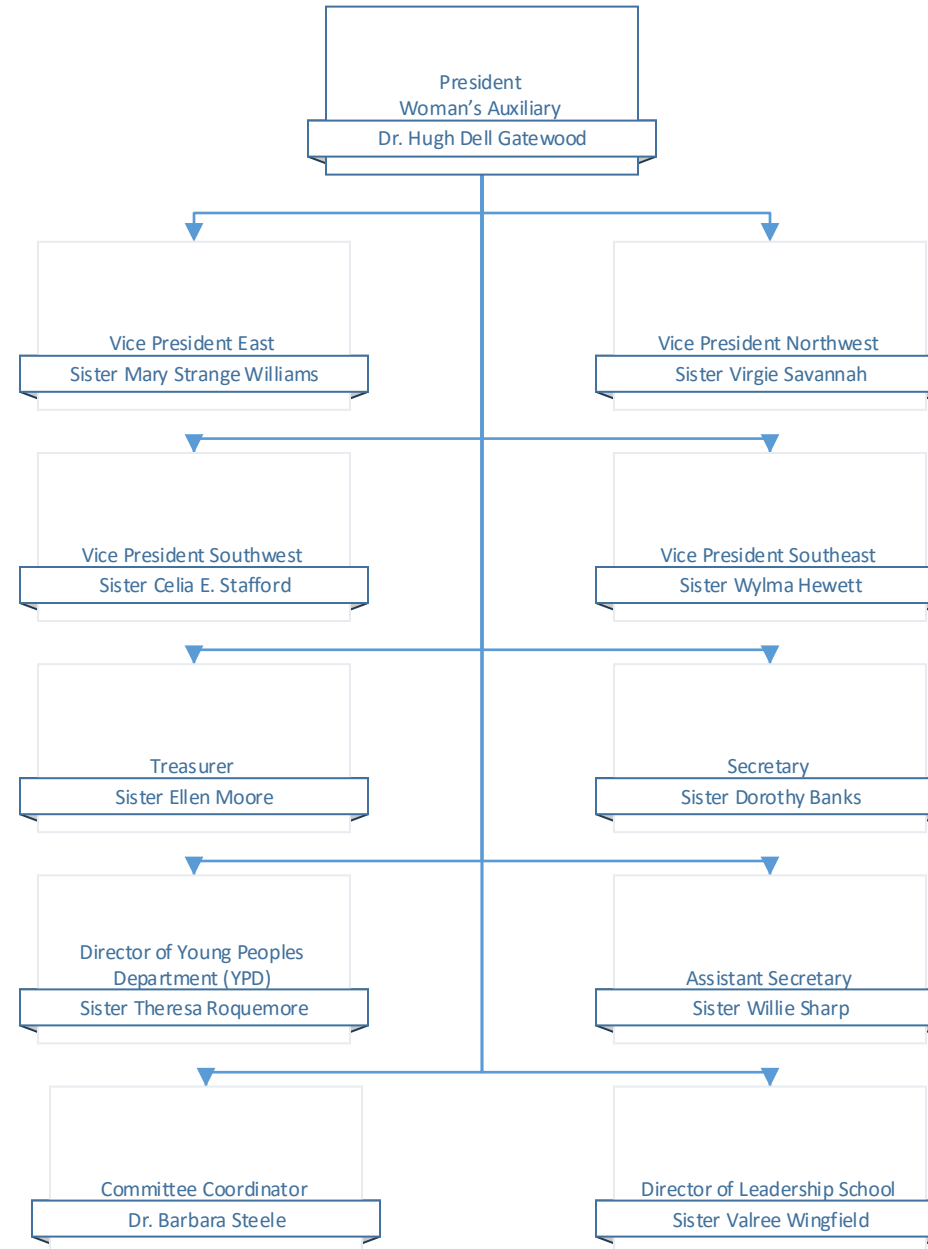 President
Woman’s Auxiliary
Dr. Hugh Dell Gatewood
Vice President East
Sister Mary Strange Williams
Vice President Northwest
Sister Virgie Savannah
Vice President Southwest
Sister Celia E. Stafford
Vice President Southeast
Sister Wylma Hewett
Treasurer
Sister Ellen Moore
Secretary
Sister Dorothy Banks
Director of Young Peoples
Department (YPD)
Sister Theresa Roquemore
Assistant Secretary
Sister Willie Sharp
Committee Coordinator
Dr. Barbara Steele
Director of Leadership School
Sister Valree Wingfield